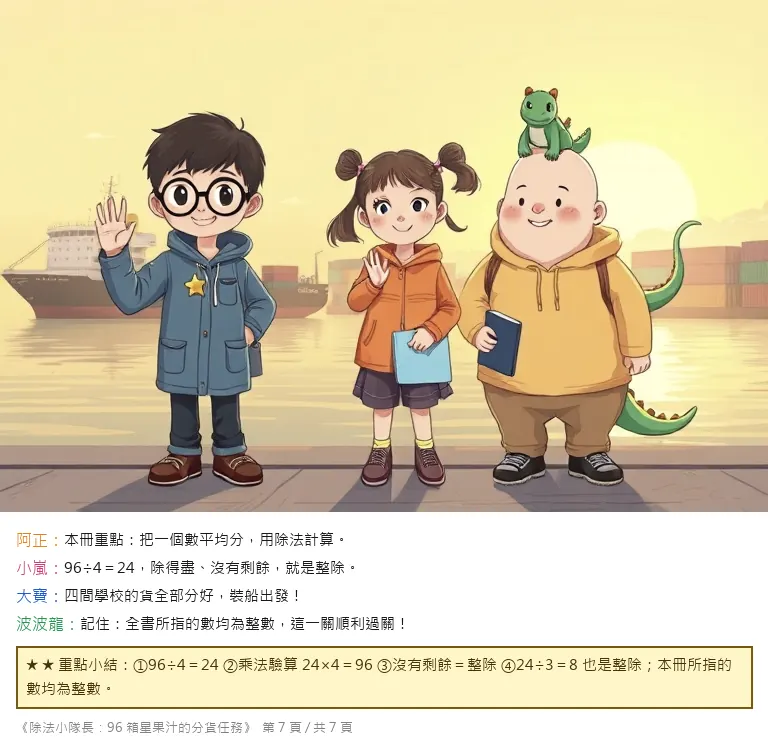 阿正：本冊重點：把一個數平均分，用除法計算。
小嵐：96÷4＝24，除得盡、沒有剩餘，就是整除。
大寶：四間學校的貨全部分好，裝船出發！
波波龍：記住：全書所指的數均為整數，這一關順利過關！
★★重點小結：①96÷4＝24 ②乘法驗算 24×4＝96 ③沒有剩餘＝整除 ④24÷3＝8 也是整除；本冊所指的
數均為整數。
《除法小隊長：96 箱星果汁的分貨任務》 第 7 頁 / 共 7 頁